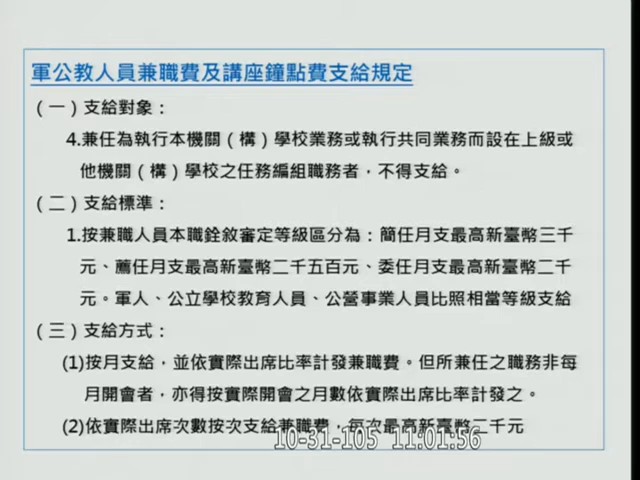 軍公教人員兼職費及講座鐘點費支給規定
（一）支給對象：
4.兼任為執行本機關（構）學校業務或執行共同業務而設在上級或
他機關（構）學校之任務編組職務者，不得支給。
（二）支給標準：
1.按兼職人員本職銓敘審定等級區分為：簡任月支最高新臺幣三千
元、薦任月支最高新臺幣二千五百元、委任月支最高新臺幣二千
元。軍人、公立學校教育人員、公營事業人員比照相當等級支給
（三）支給方式：
(1)按月支給，並依實際出席比率計發兼職費。但所兼任之職務非每
月開會者，亦得按實際開會之月數依實際出席比率計發之。
(2)依實際出席次數按次支給兼職費，每次最高新臺幣二千元
10-31-105 11:01:56